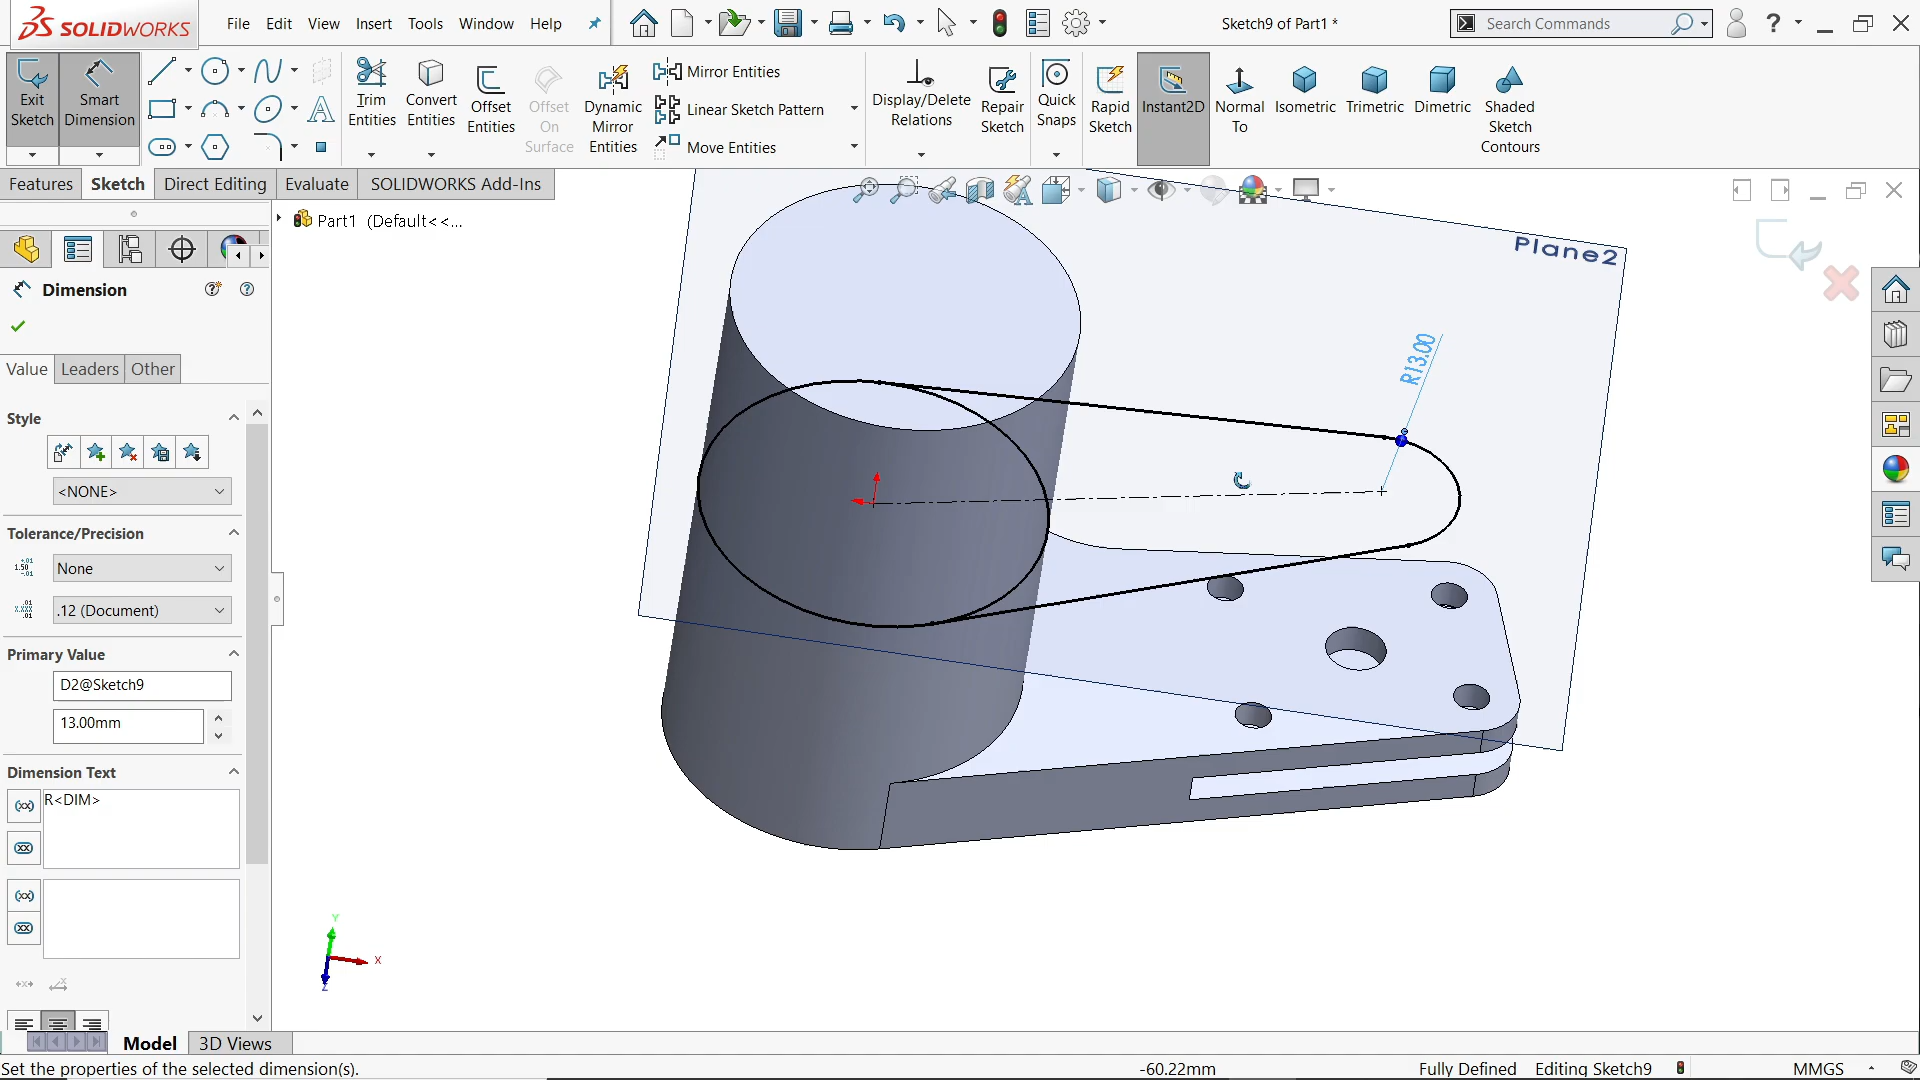 SOLIDWORKS
File Edit View Insert Tools Window Help
Sketch9 of Part1 *
Search Commands
?
Exit Sketch
Smart Dimension
Trim Entities
Convert Entities
Offset Entities
Offset On Surface
Dynamic Mirror Entities
Mirror Entities
Linear Sketch Pattern
Move Entities
Display/Delete Relations
Repair Sketch
Quick Snaps
Rapid Sketch
Instant2D
Normal To
Isometric
Trimetric
Dimetric
Shaded Sketch Contours
Features Sketch Direct Editing Evaluate SOLIDWORKS Add-Ins
Part1 (Default<<...
Plane2
R13.00
Dimension
Value Leaders Other
Style
<NONE>
Tolerance/Precision
None
.12 (Document)
Primary Value
D2@Sketch9
13.00mm
Dimension Text
R<DIM>
Y
X
Z
Model 3D Views
Set the properties of the selected dimension(s).
-60.22mm
Fully Defined
Editing Sketch9
MMGS